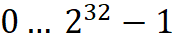 0 … 2³² − 1